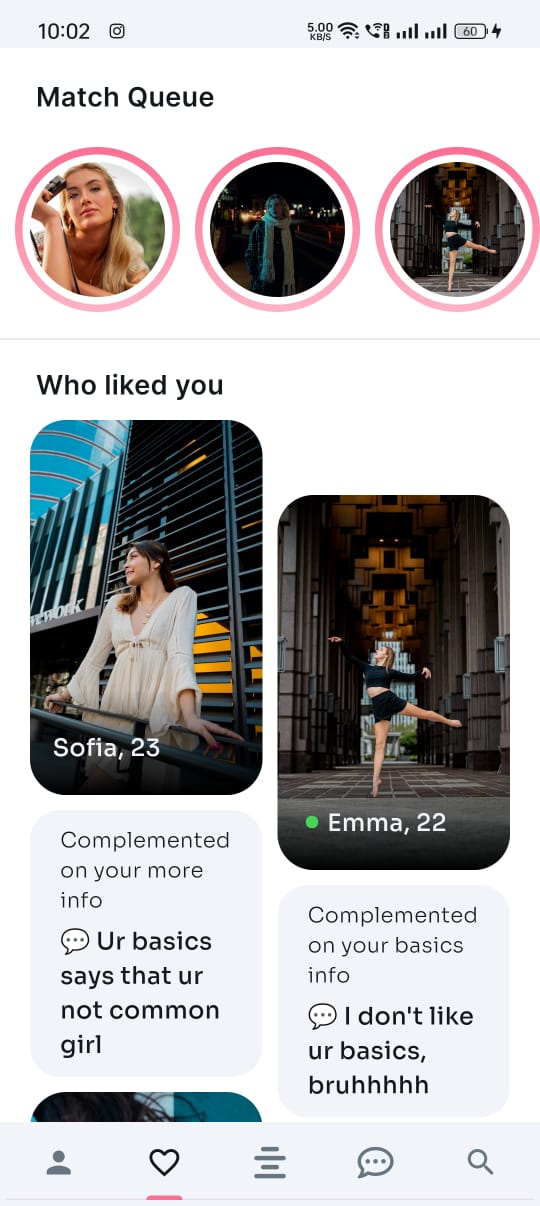 10:02
5.00
KB/S
60
Match Queue
Who liked you
Sofia, 23
Emma, 22
Complemented
on your more
info
💬 Ur basics
says that ur
not common
girl
Complemented
on your basics
info
💬 I don't like
ur basics,
bruhhhhh